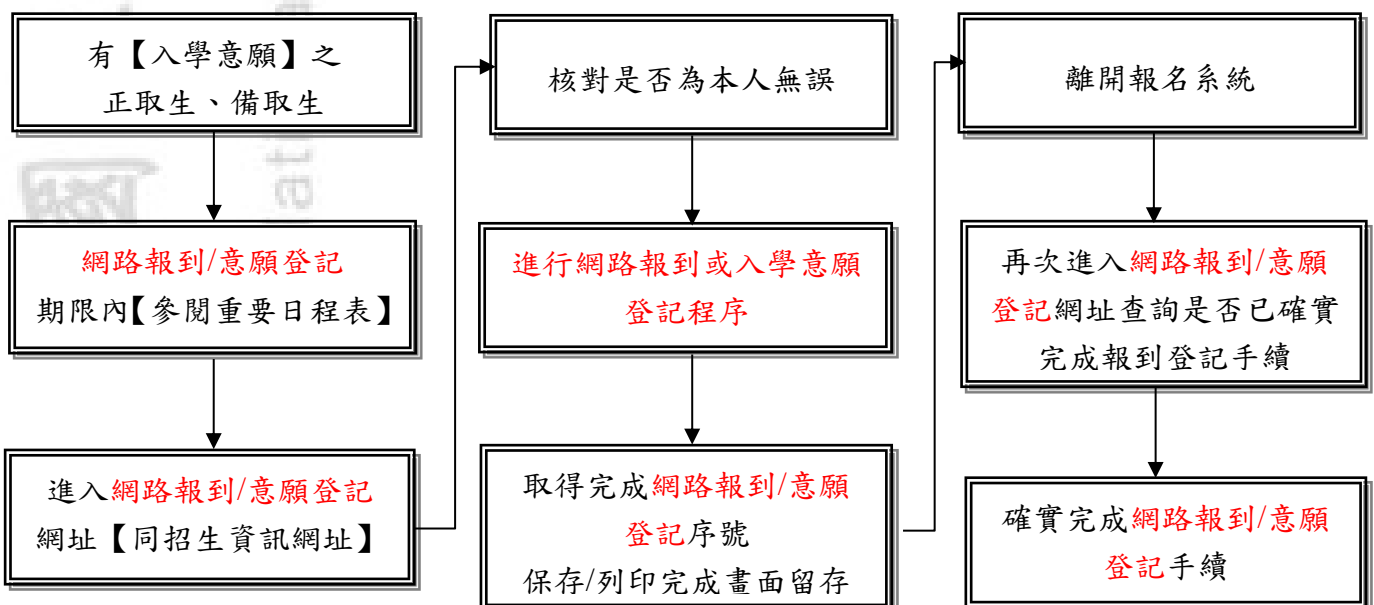 有【入學意願】之
正取生、備取生
網路報到/意願登記
期限內【參閱重要日程表】
進入網路報到/意願登記
網址【同招生資訊網址】
核對是否為本人無誤
進行網路報到或入學意願
登記程序
取得完成網路報到/意願
登記序號
保存/列印完成畫面留存
離開報名系統
再次進入網路報到/意願
登記網址查詢是否已確實
完成報到登記手續
確實完成網路報到/意願
登記手續